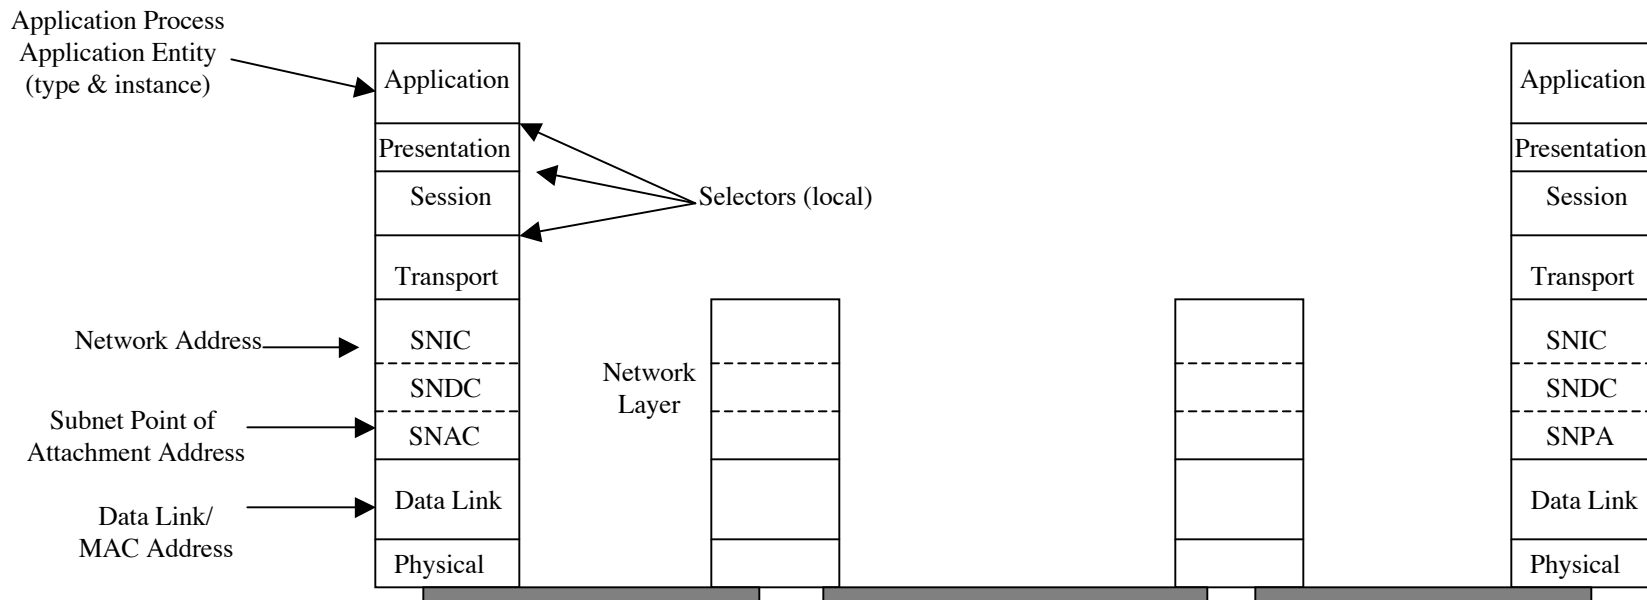 Application Process
Application Entity
(type & instance)
Application
Presentation
Session
Selectors (local)
Transport
Network Address
SNIC
SNDC
Subnet Point of
Attachment Address
SNAC
Data Link/
MAC Address
Data Link
Physical
Network
Layer
Application
Presentation
Session
Transport
SNIC
SNDC
SNPA
Data Link
Physical